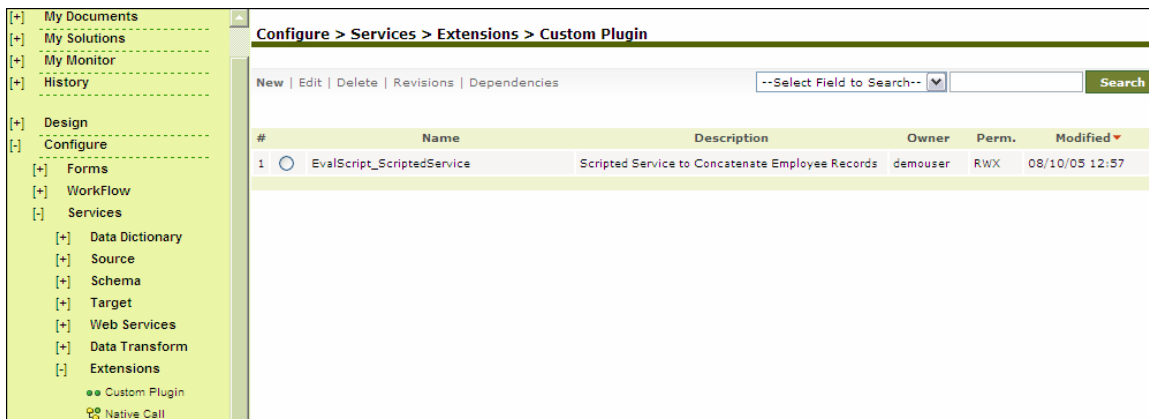 [+] My Documents
[+] My Solutions
[+] My Monitor
[+] History
[+] Design
[-] Configure
[+] Forms
[+] WorkFlow
[-] Services
[+] Data Dictionary
[+] Source
[+] Schema
[+] Target
[+] Web Services
[+] Data Transform
[-] Extensions
Custom Plugin
Native Call
Configure > Services > Extensions > Custom Plugin
New | Edit | Delete | Revisions | Dependencies --Select Field to Search-- Search
# Name Description Owner Perm. Modified
1 EvalScript_ScriptedService Scripted Service to Concatenate Employee Records demouser RWX 08/10/05 12:57